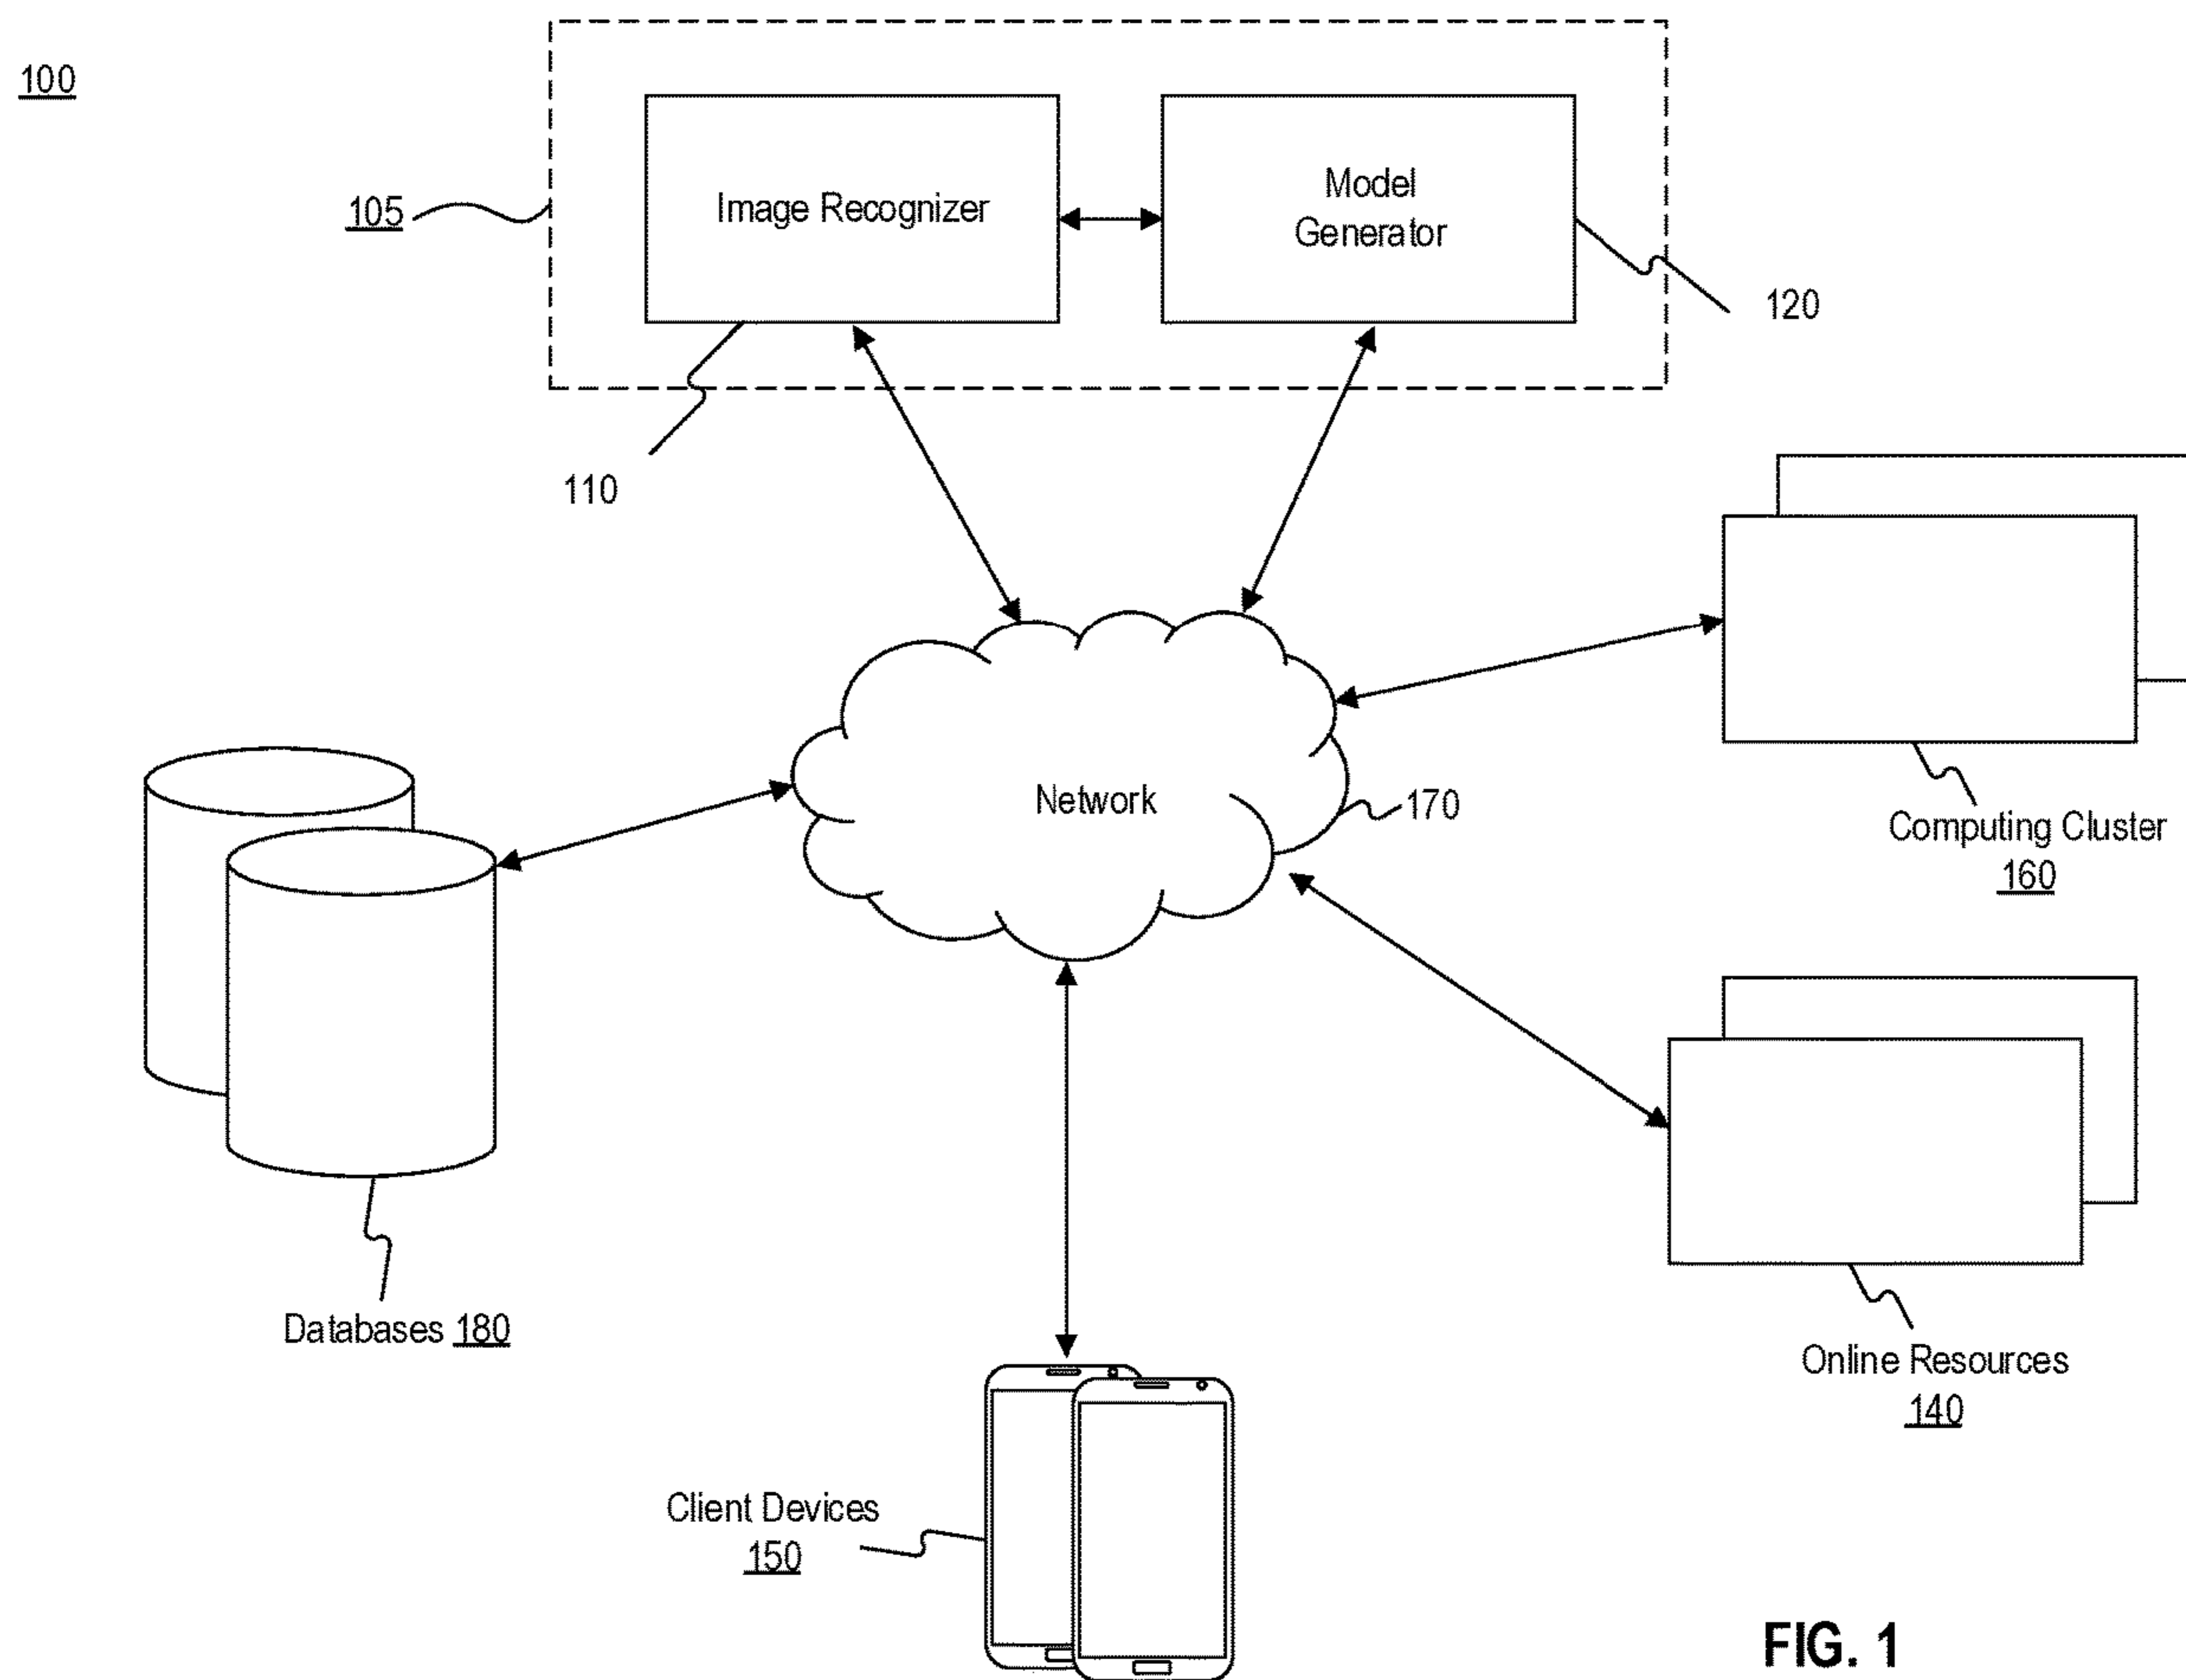 100
105
Image Recognizer
Model
Generator
120
110
Network
170
Computing Cluster
160
Databases 180
Online Resources
140
Client Devices
150
FIG. 1